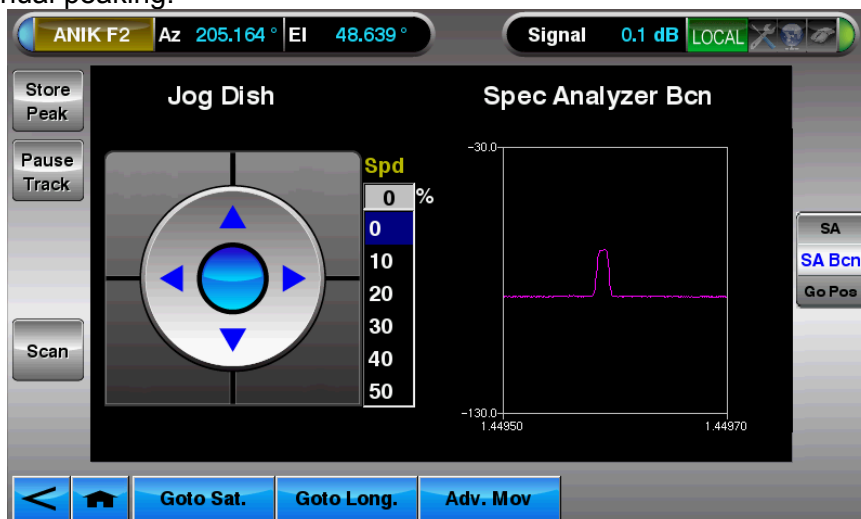 nual peaking.
ANIK F2 Az 205.164 ° El 48.639 ° Signal 0.1 dB LOCAL
Store
Peak
Jog Dish
Spec Analyzer Bcn
Pause
Track
Spd
0 %
0
10
20
30
40
50
-30.0
-130.0
1.44950 1.44970
SA
SA Bcn
Go Pos
Scan
< Goto Sat. Goto Long. Adv. Mov